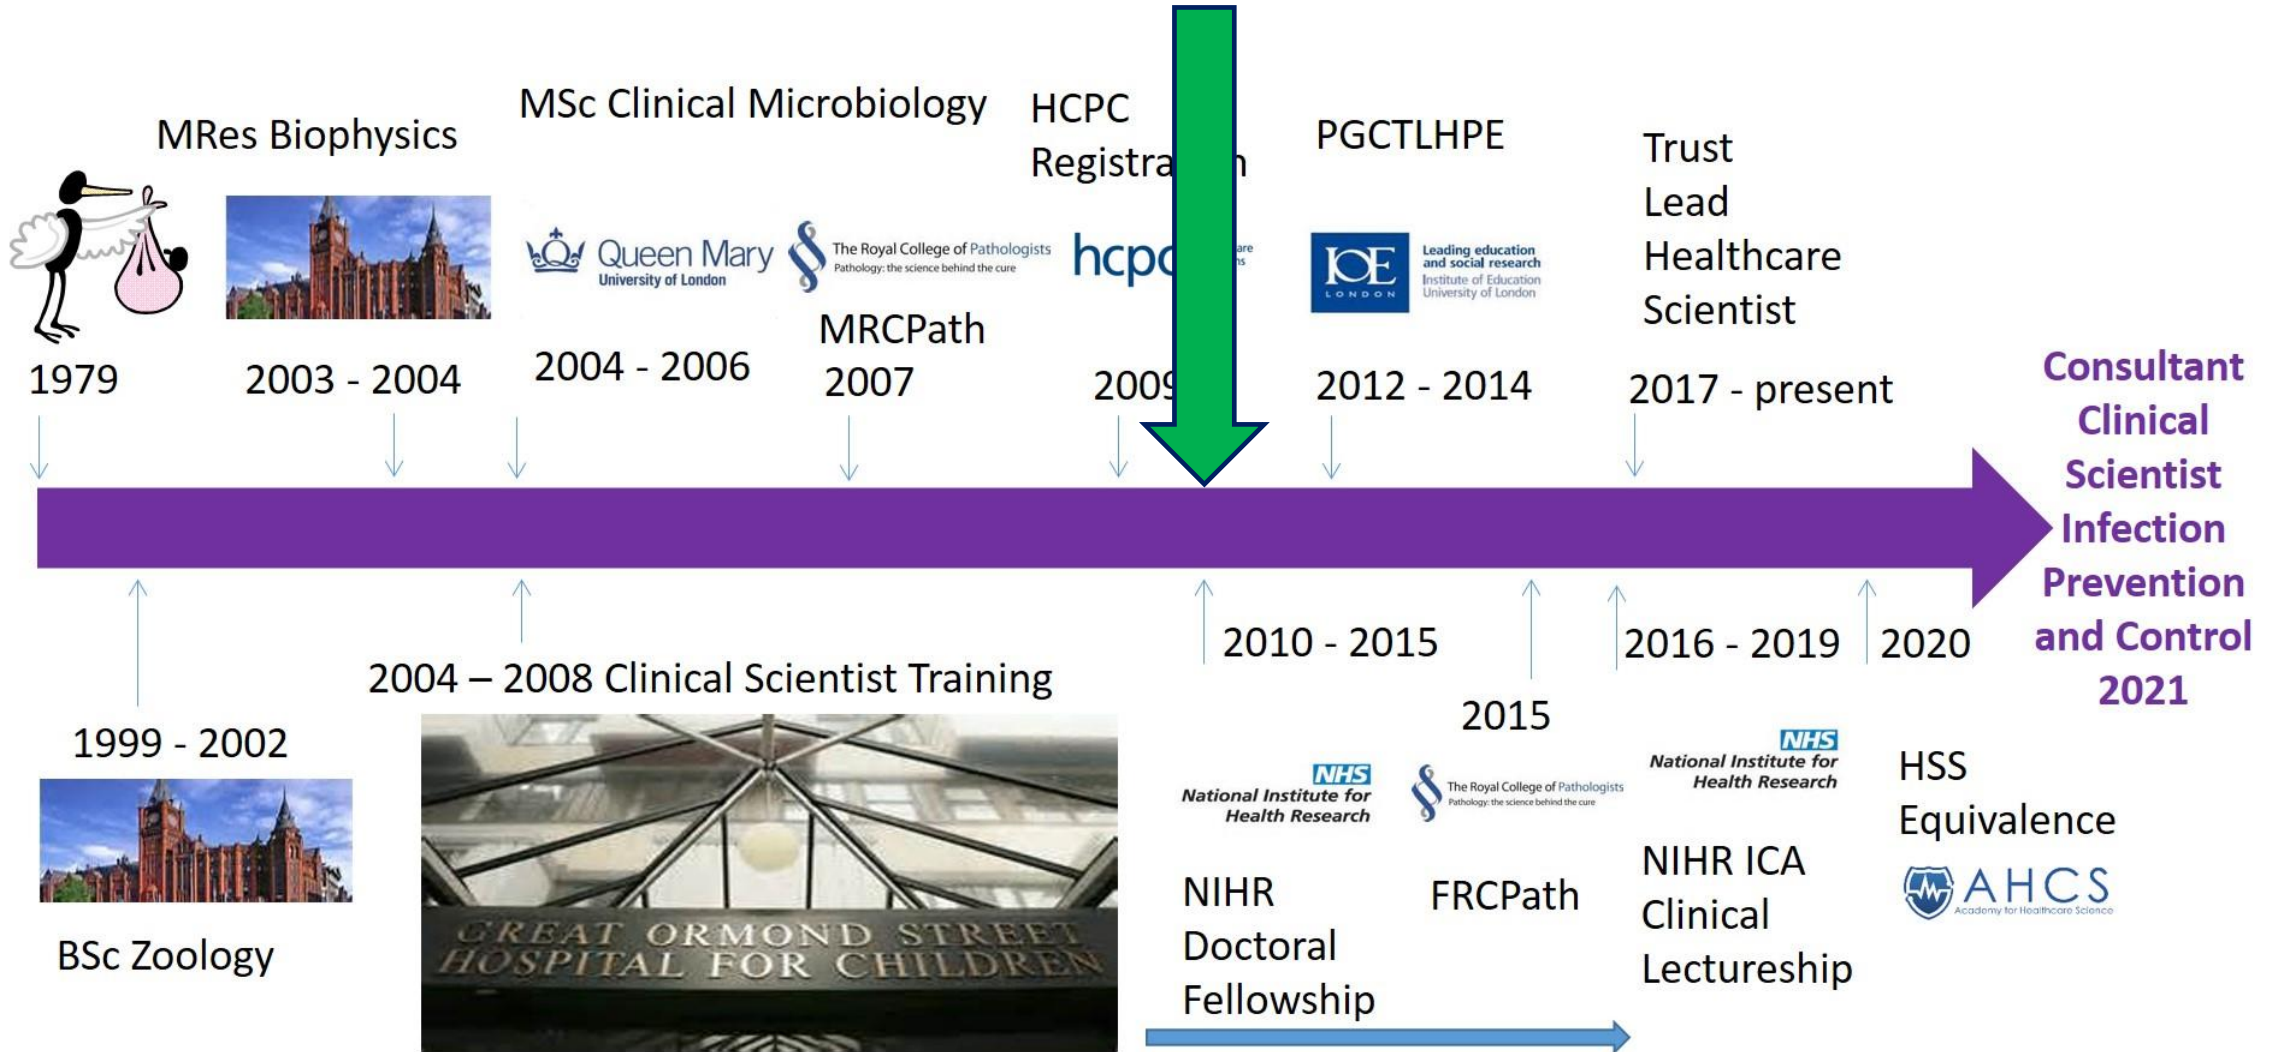 MRes Biophysics
MSc Clinical Microbiology
HCPC
Registra
n
PGCTLHPE
Trust
Lead
Healthcare
Scientist
Queen Mary
University of London
The Royal College of Pathologists
Pathology: the science behind the cure
hcpc
are
ns
IOE
LONDON
Leading education
and social research
Institute of Education
University of London
MRCPath
1979
2003 - 2004
2004 - 2006
2007
2009
2012 - 2014
2017 - present
Consultant
Clinical
Scientist
Infection
Prevention
and Control
2021
1999 - 2002
BSc Zoology
2004 – 2008 Clinical Scientist Training
GREAT ORMOND STREET
HOSPITAL FOR CHILDREN
2010 - 2015
NHS
National Institute for
Health Research
NIHR
Doctoral
Fellowship
2015
The Royal College of Pathologists
Pathology: the science behind the cure
FRCPath
2016 - 2019
NHS
National Institute for
Health Research
NIHR ICA
Clinical
Lectureship
2020
HSS
Equivalence
AHCS
Academy for Healthcare Science